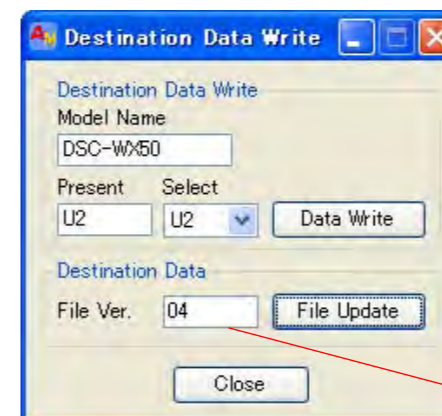 Destination Data Write
Destination Data Write
Model Name
DSC-WX50
Present Select
U2 U2 Data Write
Destination Data
File Ver. 04 File Update
Close